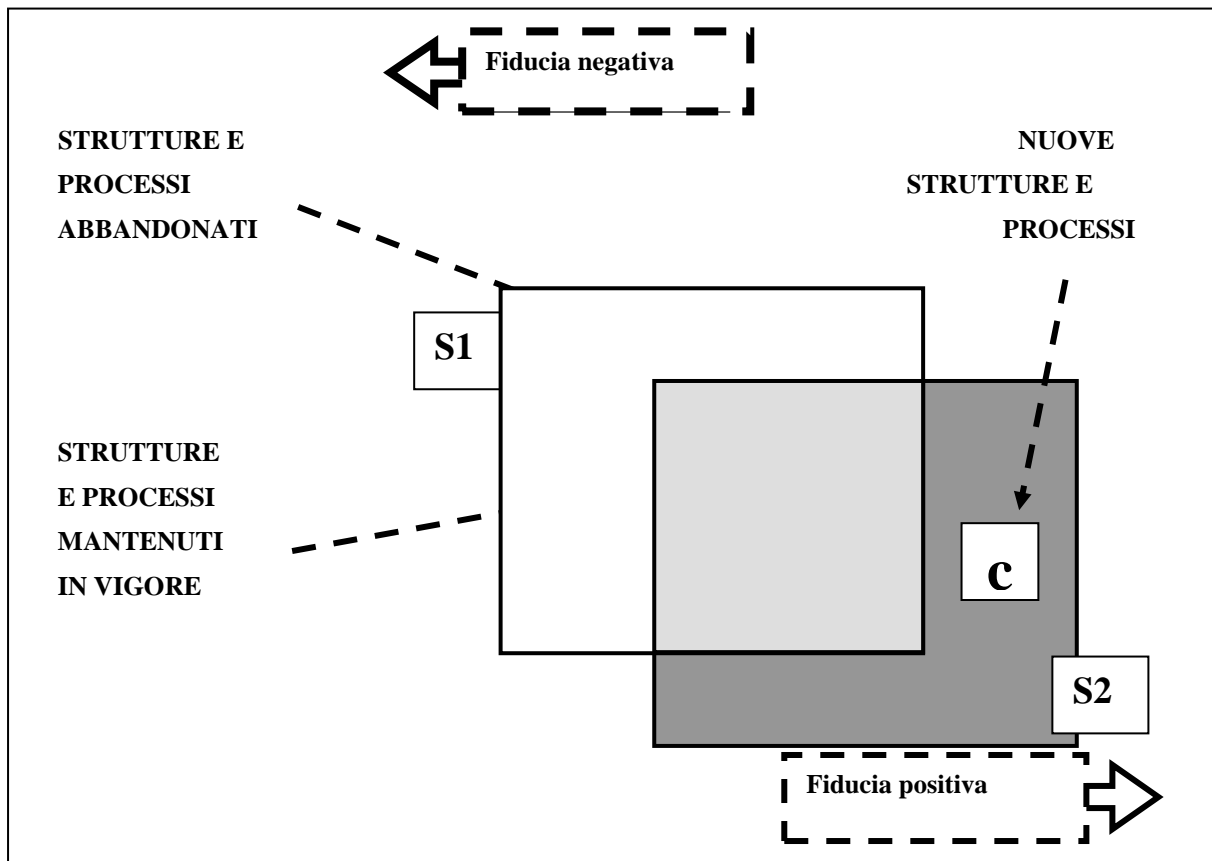 Fiducia negativa
STRUTTURE E
PROCESSI
ABBANDONATI
NUOVE
STRUTTURE E
PROCESSI
S1
STRUTTURE
E PROCESSI
MANTENUTI
IN VIGORE
c
S2
Fiducia positiva